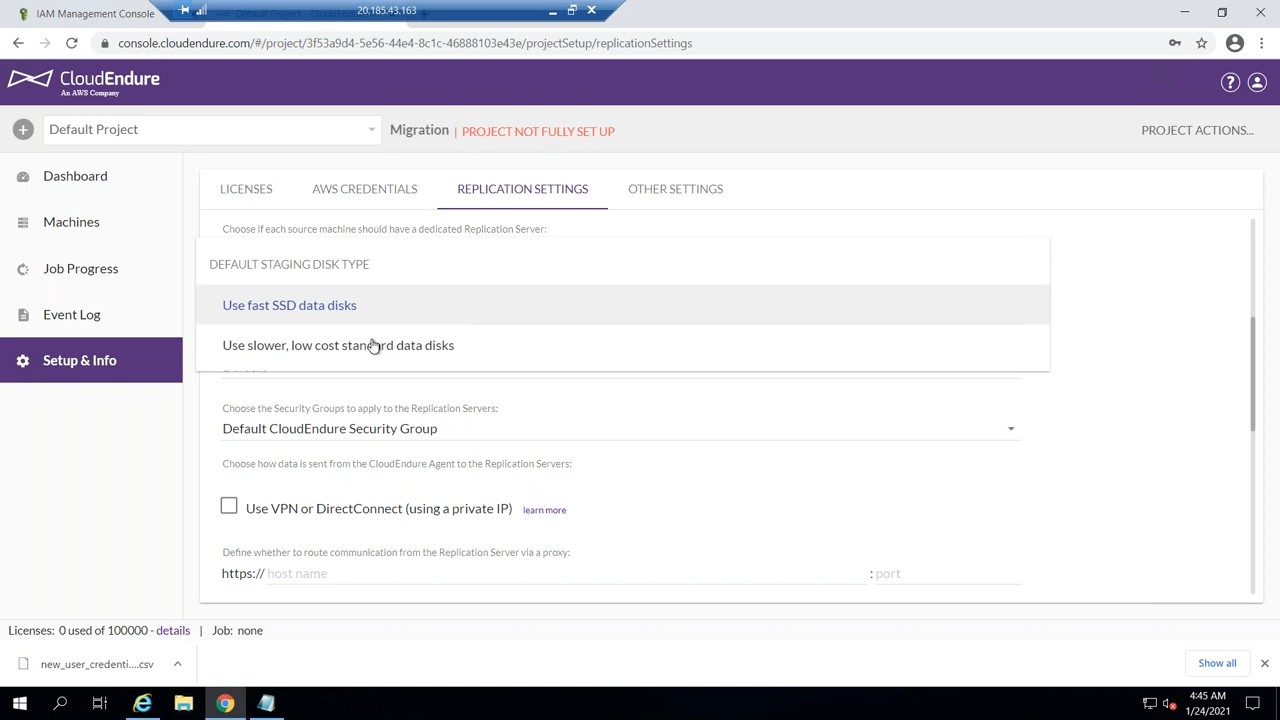 IAM Management Console
20.185.43.163
console.cloudendure.com/#/project/3f53a9d4-5e56-44e4-8c1c-46888103e43e/projectSetup/replicationSettings
CloudEndure
An AWS Company
Default Project
Migration | PROJECT NOT FULLY SET UP
PROJECT ACTIONS...
Dashboard
Machines
Job Progress
Event Log
Setup & Info
LICENSES
AWS CREDENTIALS
REPLICATION SETTINGS
OTHER SETTINGS
Choose if each source machine should have a dedicated Replication Server:
DEFAULT STAGING DISK TYPE
Use fast SSD data disks
Use slower, low cost standard data disks
Choose the Security Groups to apply to the Replication Servers:
Default CloudEndure Security Group
Choose how data is sent from the CloudEndure Agent to the Replication Servers:
Use VPN or DirectConnect (using a private IP) learn more
Define whether to route communication from the Replication Server via a proxy:
https:// host name : port
Licenses: 0 used of 100000 - details | Job: none
new_user_credenti....csv
Show all
4:45 AM
1/24/2021